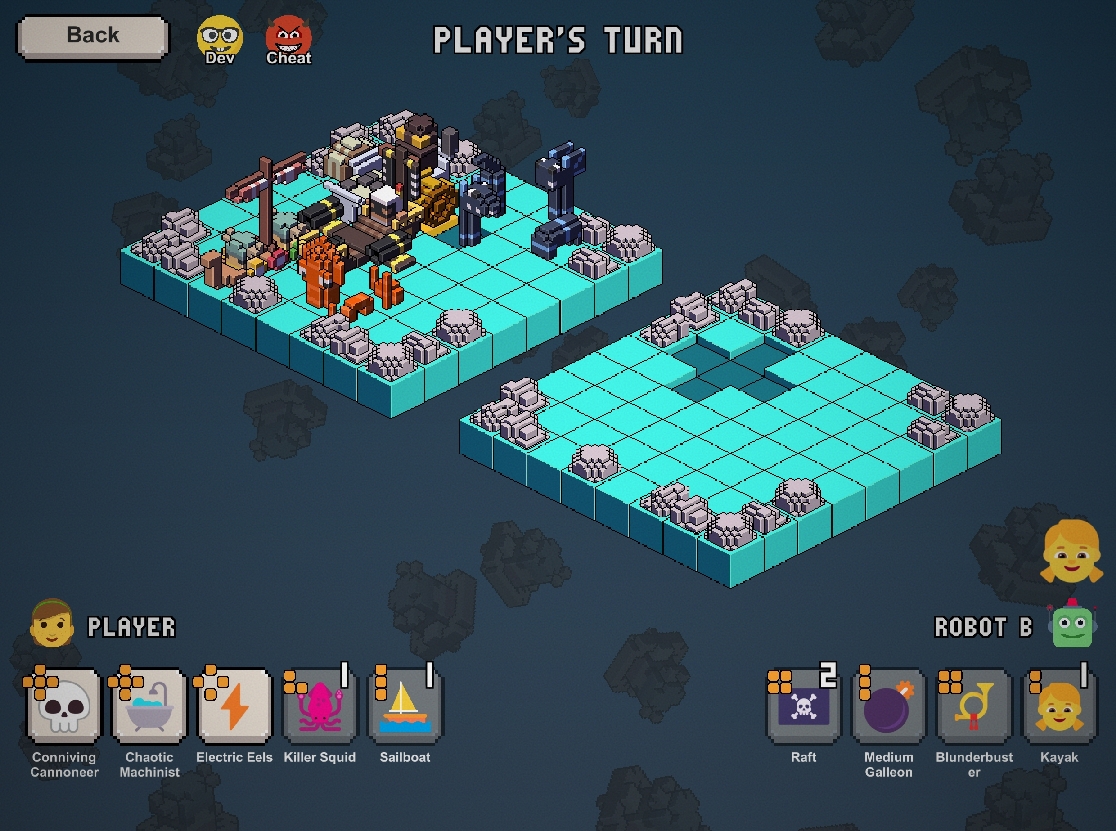 Back
Dev
Cheat
PLAYER'S TURN
PLAYER
ROBOT B
1
1
2
1
Conniving
Cannoneer
Chaotic
Machinist
Electric Eels
Killer Squid
Sailboat
Raft
Medium
Galleon
Blunderbust
er
Kayak